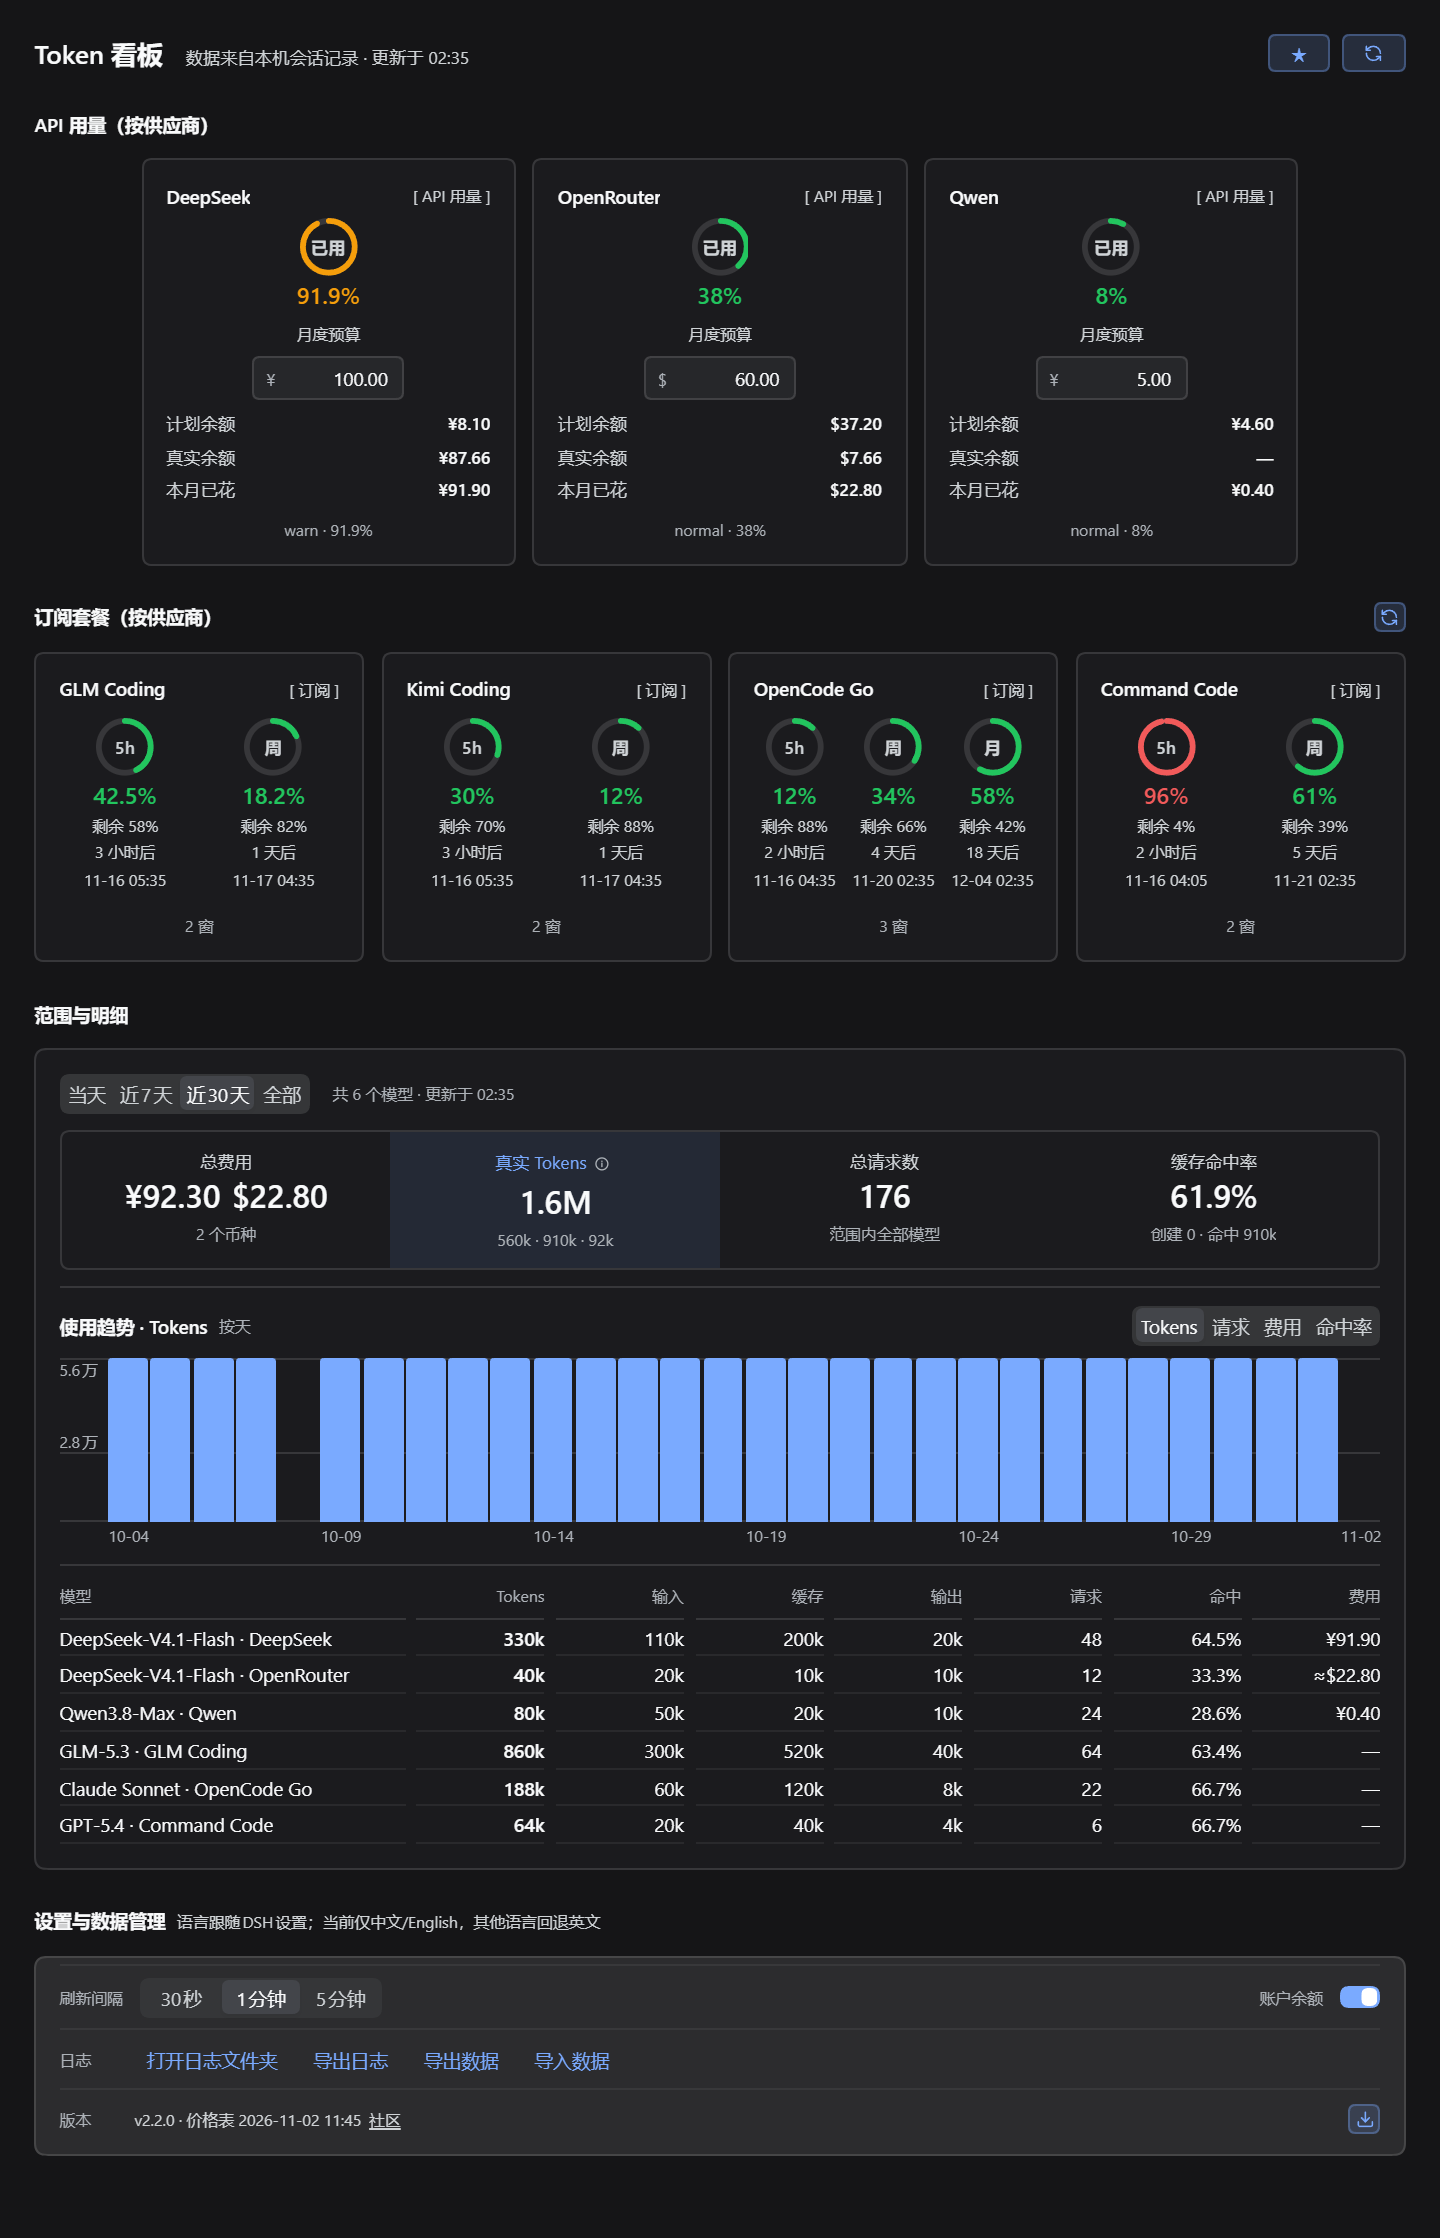 Token 看板 数据来自本机会话记录 · 更新于 02:35
★
API 用量（按供应商）
DeepSeek [ API 用量 ]
已用
91.9%
月度预算
¥ 100.00
计划余额 ¥8.10
真实余额 ¥87.66
本月已花 ¥91.90
warn · 91.9%
OpenRouter [ API 用量 ]
已用
38%
月度预算
$ 60.00
计划余额 $37.20
真实余额 $7.66
本月已花 $22.80
normal · 38%
Qwen [ API 用量 ]
已用
8%
月度预算
¥ 5.00
计划余额 ¥4.60
真实余额 —
本月已花 ¥0.40
normal · 8%
订阅套餐（按供应商）
GLM Coding [ 订阅 ]
5h 周
42.5% 18.2%
剩余 58% 剩余 82%
3 小时后 1 天后
11-16 05:35 11-17 04:35
2 窗
Kimi Coding [ 订阅 ]
5h 周
30% 12%
剩余 70% 剩余 88%
3 小时后 1 天后
11-16 05:35 11-17 04:35
2 窗
OpenCode Go [ 订阅 ]
5h 周 月
12% 34% 58%
剩余 88% 剩余 66% 剩余 42%
2 小时后 4 天后 18 天后
11-16 04:35 11-20 02:35 12-04 02:35
3 窗
Command Code [ 订阅 ]
5h 周
96% 61%
剩余 4% 剩余 39%
2 小时后 5 天后
11-16 04:05 11-21 02:35
2 窗
范围与明细
当天 近7天 近30天 全部 共 6 个模型 · 更新于 02:35
总费用
¥92.30 $22.80
2 个币种
真实 Tokens
1.6M
560k · 910k · 92k
总请求数
176
范围内全部模型
缓存命中率
61.9%
创建 0 · 命中 910k
使用趋势 · Tokens 按天 Tokens 请求 费用 命中率
5.6万
2.8万
10-04 10-09 10-14 10-19 10-24 10-29 11-02
模型 Tokens 输入 缓存 输出 请求 命中 费用
DeepSeek-V4.1-Flash · DeepSeek 330k 110k 200k 20k 48 64.5% ¥91.90
DeepSeek-V4.1-Flash · OpenRouter 40k 20k 10k 10k 12 33.3% ≈$22.80
Qwen3.8-Max · Qwen 80k 50k 20k 10k 24 28.6% ¥0.40
GLM-5.3 · GLM Coding 860k 300k 520k 40k 64 63.4% —
Claude Sonnet · OpenCode Go 188k 60k 120k 8k 22 66.7% —
GPT-5.4 · Command Code 64k 20k 40k 4k 6 66.7% —
设置与数据管理 语言跟随DSH设置；当前仅中文/English，其他语言回退英文
刷新间隔 30秒 1分钟 5分钟 账户余额
日志 打开日志文件夹 导出日志 导出数据 导入数据
版本 v2.2.0 · 价格表 2026-11-02 11:45 社区